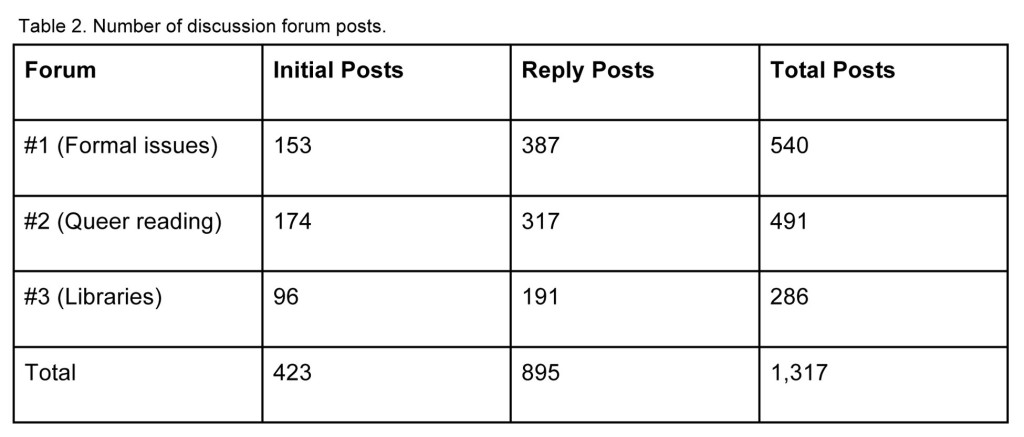 Table 2. Number of discussion forum posts.
Forum Initial Posts Reply Posts Total Posts
#1 (Formal issues) 153 387 540
#2 (Queer reading) 174 317 491
#3 (Libraries) 96 191 286
Total 423 895 1,317